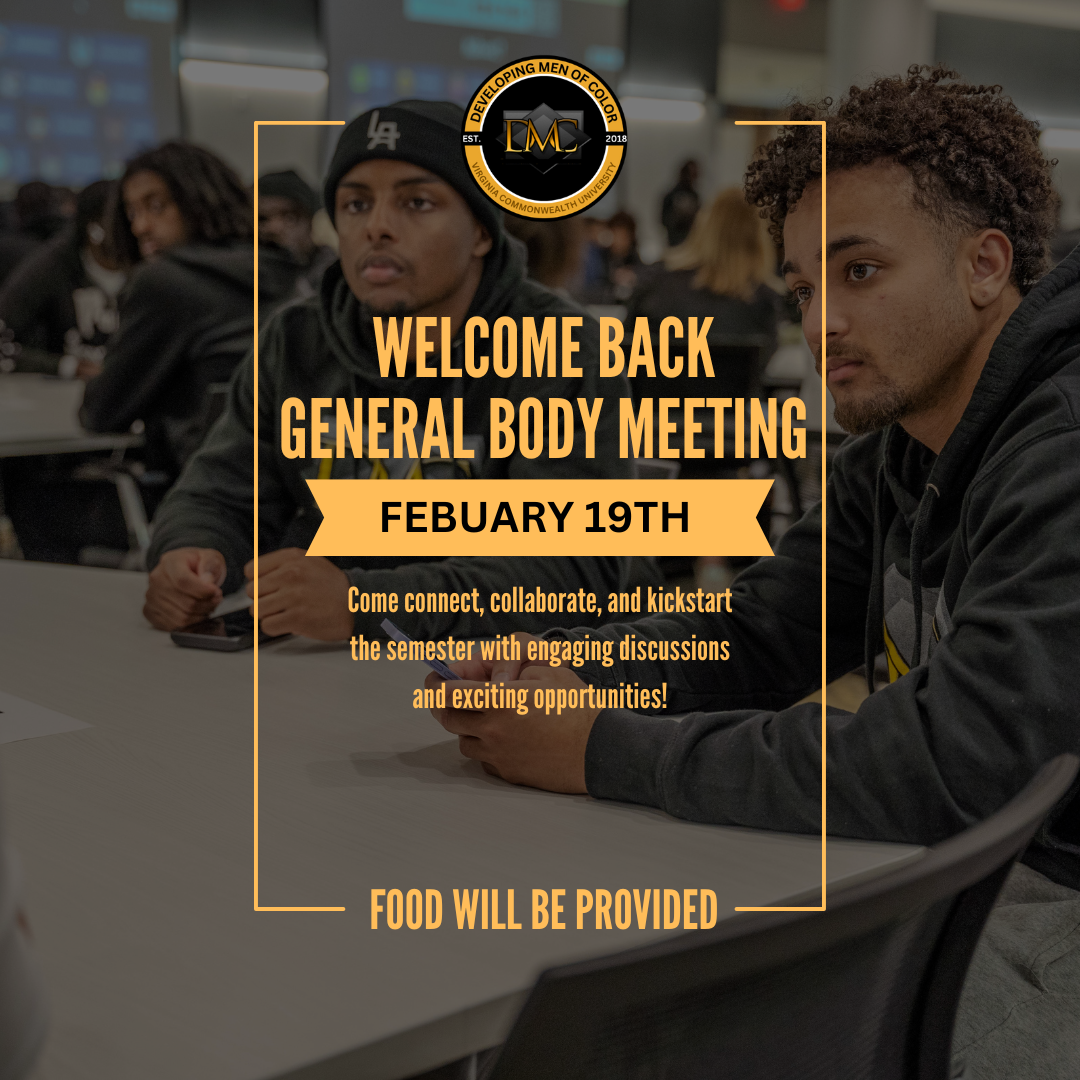 DEVELOPING MEN OF COLOR
EST.
DMC
2018
VIRGINIA COMMONWEALTH UNIVERSITY
LA
WELCOME BACK
GENERAL BODY MEETING
FEBUARY 19TH
Come connect, collaborate, and kickstart
the semester with engaging discussions
and exciting opportunities!
FOOD WILL BE PROVIDED